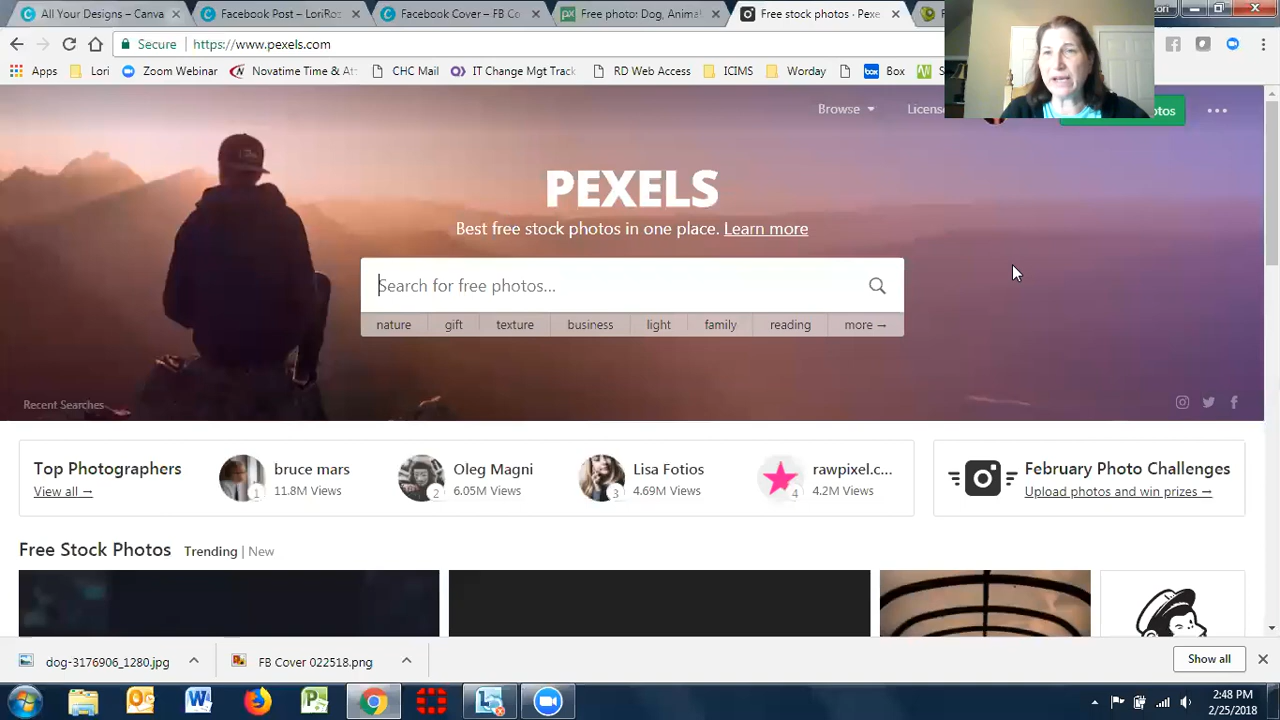 All Your Designs – Canva
Facebook Post – LoriRos
Facebook Cover – FB Co
Free photo: Dog, Anima
Free stock photos · Pexe
Secure
https://www.pexels.com
Apps
Lori
Zoom Webinar
Novatime Time & At
CHC Mail
IT Change Mgt Track
RD Web Access
ICIMS
Worday
Box
Browse
License
otos
PEXELS
Best free stock photos in one place. Learn more
Search for free photos...
nature
gift
texture
business
light
family
reading
more →
Recent Searches
Top Photographers
View all →
1
bruce mars
11.8M Views
2
Oleg Magni
6.05M Views
3
Lisa Fotios
4.69M Views
4
rawpixel.c...
4.2M Views
February Photo Challenges
Upload photos and win prizes →
Free Stock Photos
Trending | New
dog-3176906_1280.jpg
FB Cover 022518.png
Show all
2:48 PM
2/25/2018